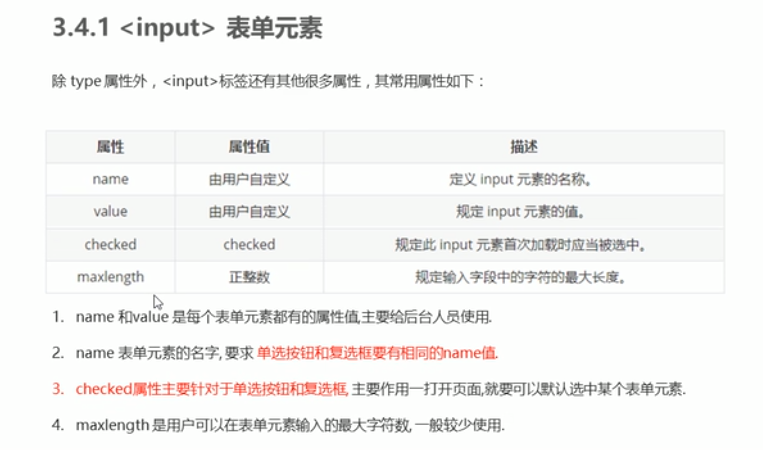 3.4.1 <input> 表单元素
除 type 属性外，<input>标签还有其他很多属性，其常用属性如下：
属性 属性值 描述
name 由用户自定义 定义 input 元素的名称。
value 由用户自定义 规定 input 元素的值。
checked checked 规定此 input 元素首次加载时应当被选中。
maxlength 正整数 规定输入字段中的字符的最大长度。
1. name 和value 是每个表单元素都有的属性值,主要给后台人员使用.
2. name 表单元素的名字, 要求 单选按钮和复选框要有相同的name值.
3. checked属性主要针对于单选按钮和复选框, 主要作用一打开页面,就要可以默认选中某个表单元素.
4. maxlength 是用户可以在表单元素输入的最大字符数, 一般较少使用.